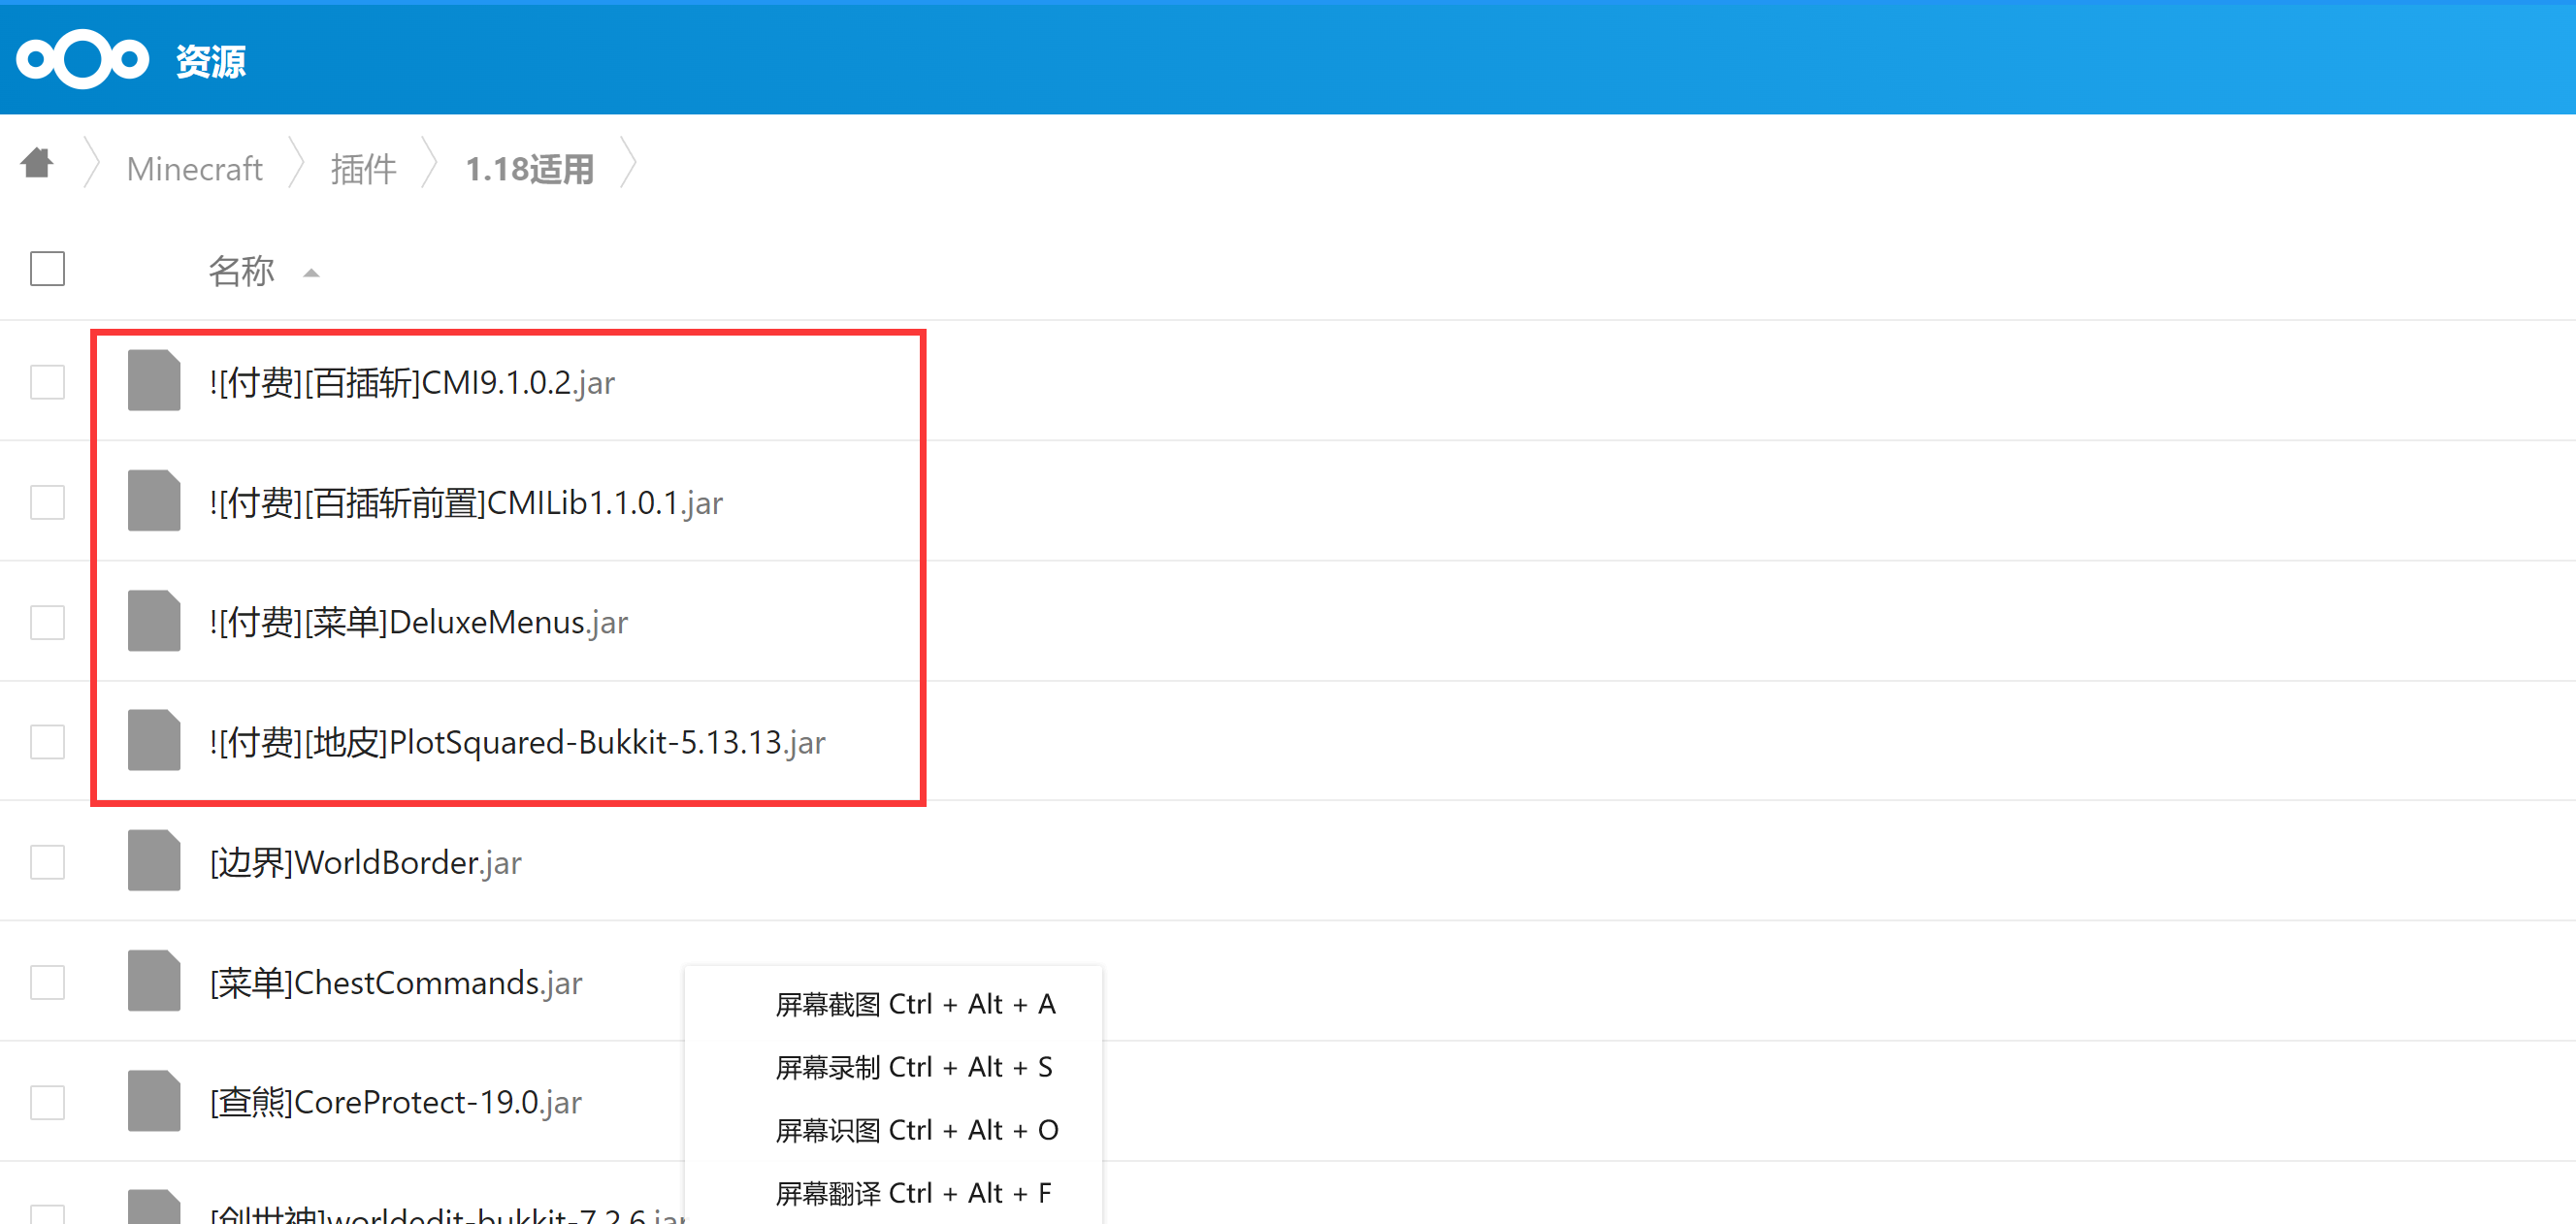 资源
Minecraft 插件 1.18适用
名称
![付费][百插斩]CMI9.1.0.2.jar
![付费][百插斩前置]CMILib1.1.0.1.jar
![付费][菜单]DeluxeMenus.jar
![付费][地皮]PlotSquared-Bukkit-5.13.13.jar
[边界]WorldBorder.jar
[菜单]ChestCommands.jar
屏幕截图 Ctrl + Alt + A
屏幕录制 Ctrl + Alt + S
[查熊]CoreProtect-19.0.jar
屏幕识图 Ctrl + Alt + O
屏幕翻译 Ctrl + Alt + F
[创世神]worldedit-bukkit-7.2.6.jar